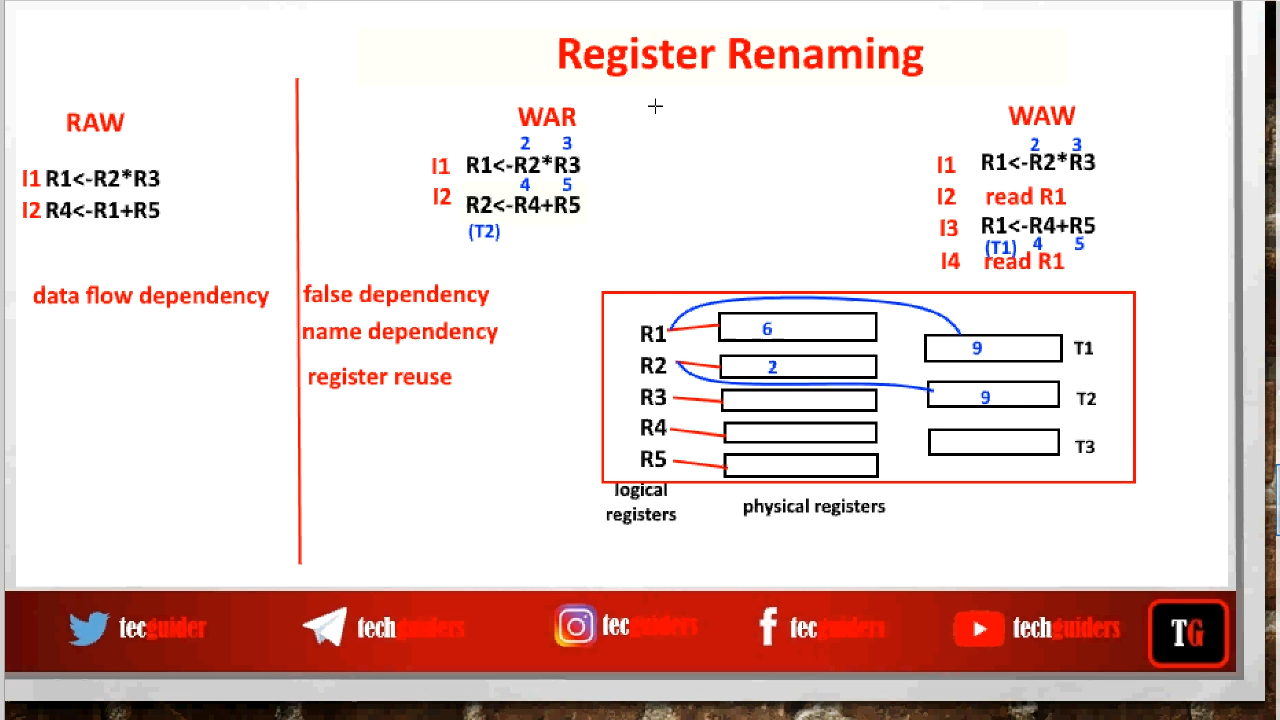 Register Renaming
RAW
I1 R1<-R2*R3
I2 R4<-R1+R5
data flow dependency
WAR
2 3
I1 R1<-R2*R3
4 5
I2 R2<-R4+R5
(T2)
false dependency
name dependency
register reuse
WAW
2 3
I1 R1<-R2*R3
I2 read R1
I3 R1<-R4+R5
(T1) 4 5
I4 read R1
R1 6 9 T1
R2 2 9 T2
R3
R4 T3
R5
logical
registers
physical registers
tecguider
techguiders
tecguiders
tecguiders
techguiders
TG